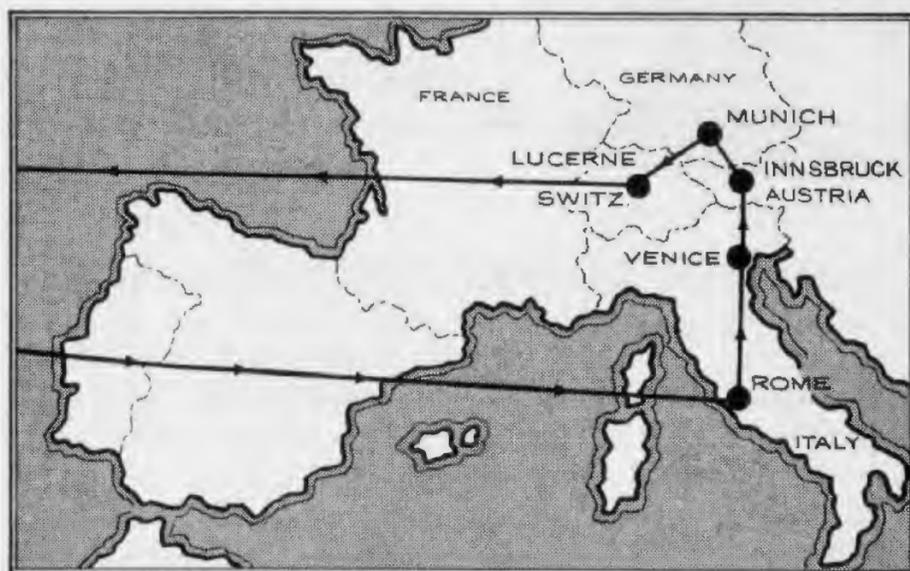 GERMANY
FRANCE
MUNICH
LUCERNE
SWITZ
INNSBRUCK
AUSTRIA
VENICE
ROME
ITALY